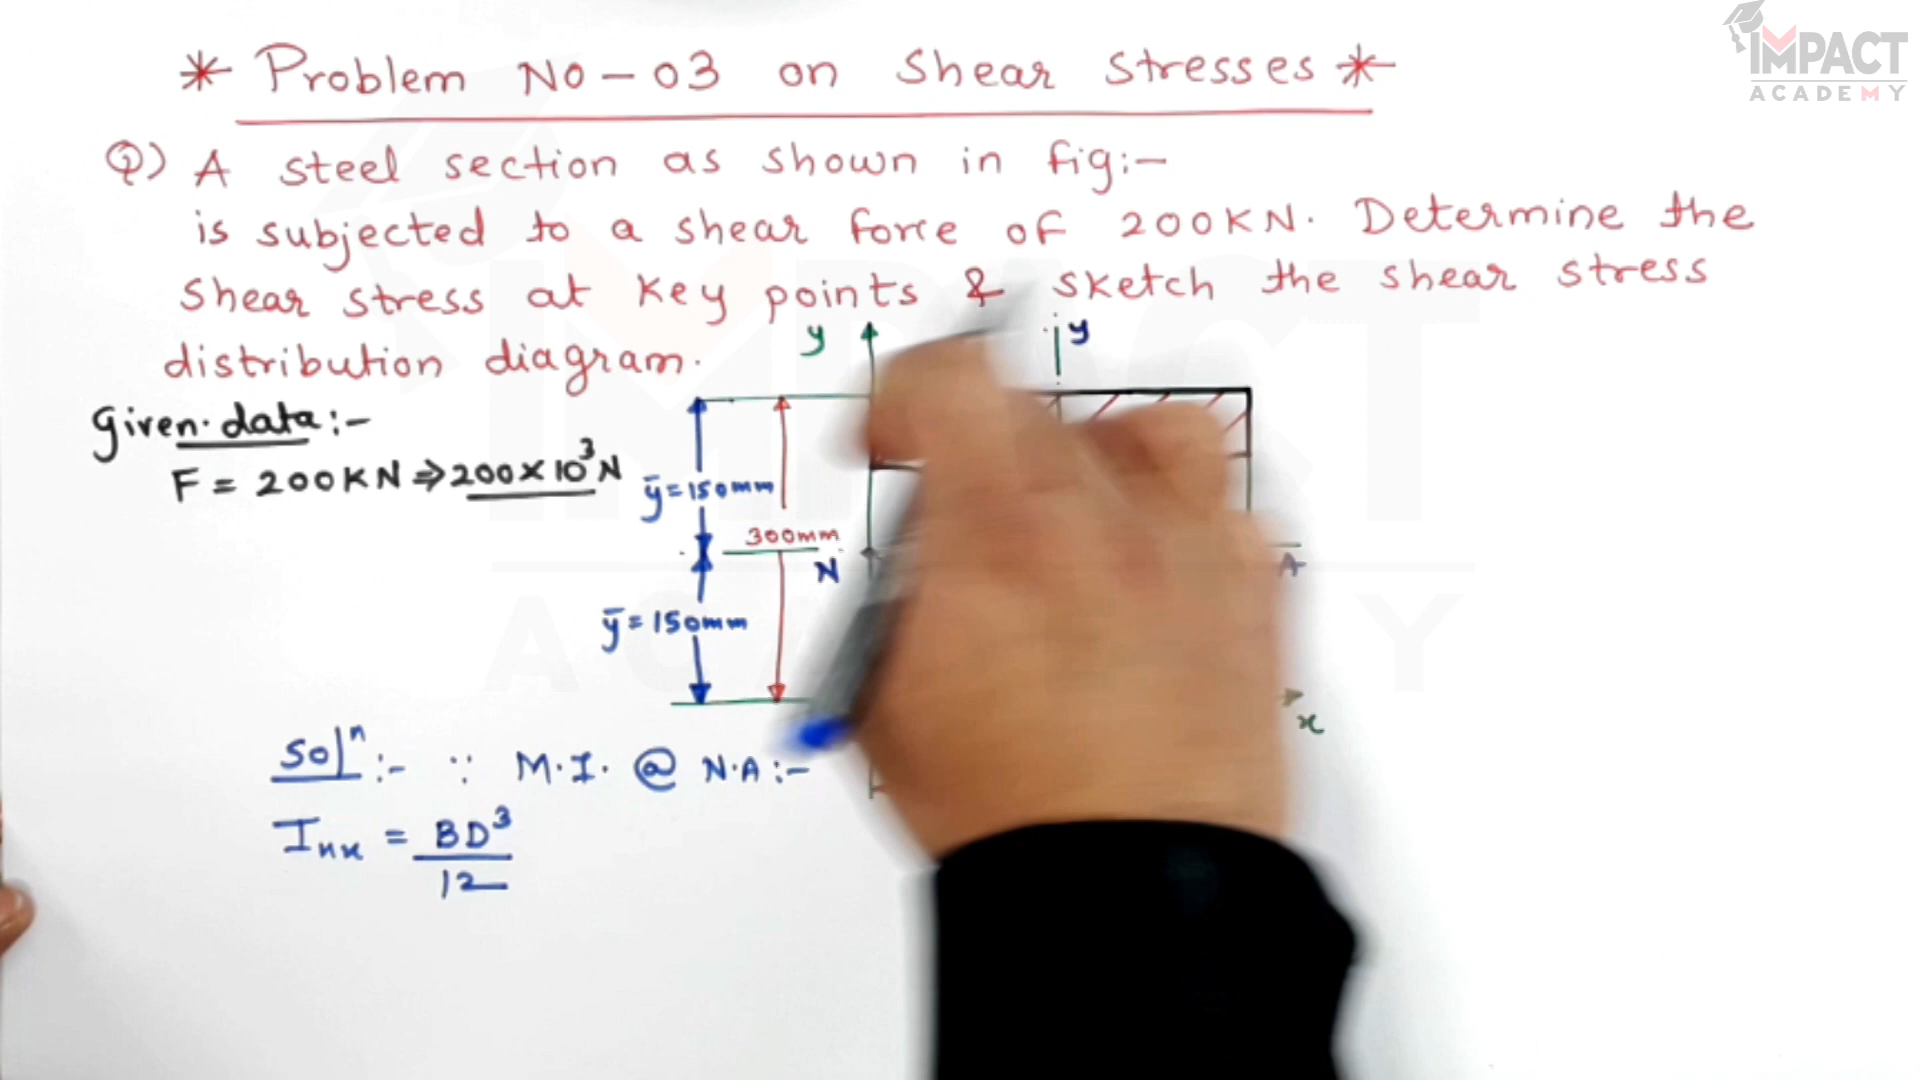 IMPACT
ACADEMY
* Problem No-03 on Shear Stresses *
Q) A steel section as shown in fig:-
is subjected to a shear force of 200KN. Determine the
shear stress at key points & sketch the shear stress
distribution diagram.
y
y
Given data:-
F = 200KN ⇒ 200×10³N
ȳ = 150mm
300mm
N
A
ȳ = 150mm
x
Solⁿ:- ∵ M.I. @ N.A:-
Ixx = BD³
12